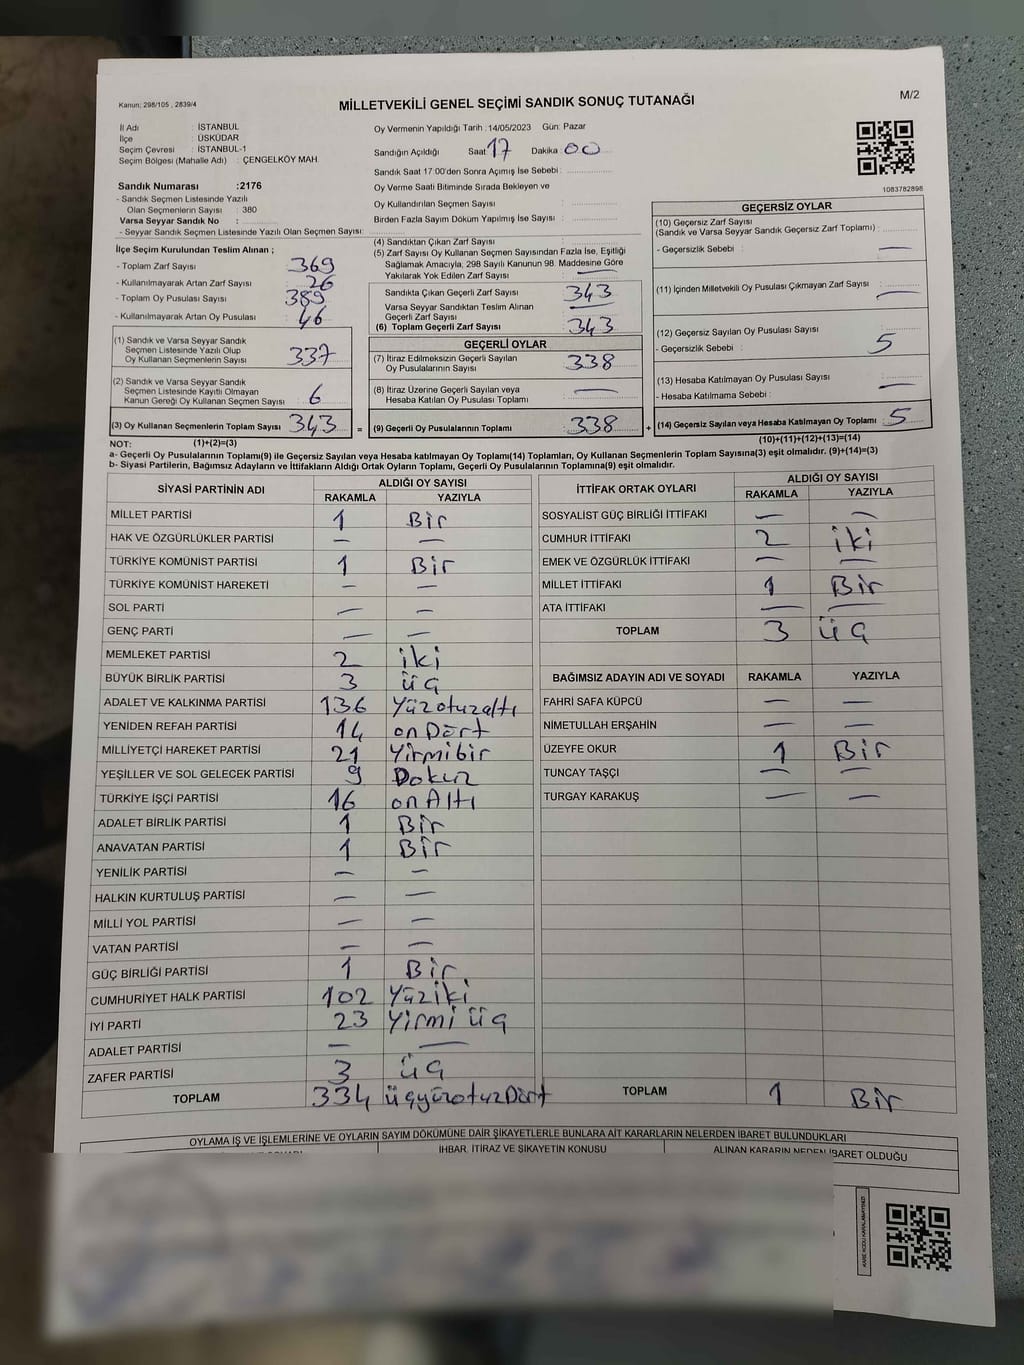 Kanun; 298/105 , 2839/4
MİLLETVEKİLİ GENEL SEÇİMİ SANDIK SONUÇ TUTANAĞI
M/2
İl Adı : İSTANBUL
İlçe : ÜSKÜDAR
Seçim Çevresi : İSTANBUL-1
Seçim Bölgesi (Mahalle Adı) : ÇENGELKÖY MAH.
Oy Vermenin Yapıldığı Tarih : 14/05/2023 Gün: Pazar
Sandığın Açıldığı Saat 17 Dakika 00
Sandık Saat 17:00'den Sonra Açımış İse Sebebi :
Oy Verme Saati Bitiminde Sırada Bekleyen ve
Oy Kullandırılan Seçmen Sayısı :
Birden Fazla Sayım Döküm Yapılmış İse Sayısı :
1083782898
Sandık Numarası :2176
- Sandık Seçmen Listesinde Yazılı
Olan Seçmenlerin Sayısı : 380
Varsa Seyyar Sandık No :
- Seyyar Sandık Seçmen Listesinde Yazılı Olan Seçmen Sayısı:
İlçe Seçim Kurulundan Teslim Alınan ;
- Toplam Zarf Sayısı : 369
- Kullanılmayarak Artan Zarf Sayısı : 26
- Toplam Oy Pusulası Sayısı : 389
- Kullanılmayarak Artan Oy Pusulası : 46
(1) Sandık ve Varsa Seyyar Sandık
Seçmen Listesinde Yazılı Olup
Oy Kullanan Seçmenlerin Sayısı : 337
(2) Sandık ve Varsa Seyyar Sandık
Seçmen Listesinde Kayıtlı Olmayan
Kanun Gereği Oy Kullanan Seçmen Sayısı : 6
(3) Oy Kullanan Seçmenlerin Toplam Sayısı : 343 =
(4) Sandıktan Çıkan Zarf Sayısı :
(5) Zarf Sayısı Oy Kullanan Seçmen Sayısından Fazla İse, Eşitliği
Sağlamak Amacıyla, 298 Sayılı Kanunun 98. Maddesine Göre
Yakılarak Yok Edilen Zarf Sayısı : —
Sandıkta Çıkan Geçerli Zarf Sayısı : 343
Varsa Seyyar Sandıktan Teslim Alınan
Geçerli Zarf Sayısı : —
(6) Toplam Geçerli Zarf Sayısı : 343
GEÇERLİ OYLAR
(7) İtiraz Edilmeksizin Geçerli Sayılan
Oy Pusulalarının Sayısı : 338
(8) İtiraz Üzerine Geçerli Sayılan veya
Hesaba Katılan Oy Pusulası Toplamı : —
(9) Geçerli Oy Pusulalarının Toplamı : 338 +
GEÇERSİZ OYLAR
(10) Geçersiz Zarf Sayısı
(Sandık ve Varsa Seyyar Sandık Geçersiz Zarf Toplamı) :
- Geçersizlik Sebebi : —
(11) İçinden Milletvekili Oy Pusulası Çıkmayan Zarf Sayısı : —
(12) Geçersiz Sayılan Oy Pusulası Sayısı : 5
- Geçersizlik Sebebi :
(13) Hesaba Katılmayan Oy Pusulası Sayısı : —
- Hesaba Katılmama Sebebi :
(14) Geçersiz Sayılan veya Hesaba Katılmayan Oy Toplamı : 5
NOT: (1)+(2)=(3) (10)+(11)+(12)+(13)=(14)
a- Geçerli Oy Pusulalarının Toplamı(9) ile Geçersiz Sayılan veya Hesaba katılmayan Oy Toplamı(14) Toplamları, Oy Kullanan Seçmenlerin Toplam Sayısına(3) eşit olmalıdır. (9)+(14)=(3)
b- Siyasi Partilerin, Bağımsız Adayların ve İttifakların Aldığı Ortak Oyların Toplamı, Geçerli Oy Pusulalarının Toplamına(9) eşit olmalıdır.
SİYASİ PARTİNİN ADI ALDIĞI OY SAYISI
RAKAMLA YAZIYLA
MİLLET PARTİSİ 1 Bir
HAK VE ÖZGÜRLÜKLER PARTİSİ — —
TÜRKİYE KOMÜNİST PARTİSİ 1 Bir
TÜRKİYE KOMÜNİST HAREKETİ — —
SOL PARTİ — —
GENÇ PARTİ — —
MEMLEKET PARTİSİ 2 iki
BÜYÜK BİRLİK PARTİSİ 3 üç
ADALET VE KALKINMA PARTİSİ 136 Yüzotuzaltı
YENİDEN REFAH PARTİSİ 14 onDört
MİLLİYETÇİ HAREKET PARTİSİ 21 Yirmibir
YEŞİLLER VE SOL GELECEK PARTİSİ 9 Dokuz
TÜRKİYE İŞÇİ PARTİSİ 16 onAltı
ADALET BİRLİK PARTİSİ 1 Bir
ANAVATAN PARTİSİ 1 Bir
YENİLİK PARTİSİ — —
HALKIN KURTULUŞ PARTİSİ — —
MİLLİ YOL PARTİSİ — —
VATAN PARTİSİ — —
GÜÇ BİRLİĞİ PARTİSİ 1 Bir
CUMHURİYET HALK PARTİSİ 102 Yüziki
İYİ PARTİ 23 Yirmi üç
ADALET PARTİSİ — —
ZAFER PARTİSİ 3 üç
TOPLAM 334 üçyüzotuzDört
İTTİFAK ORTAK OYLARI ALDIĞI OY SAYISI
RAKAMLA YAZIYLA
SOSYALİST GÜÇ BİRLİĞİ İTTİFAKI — —
CUMHUR İTTİFAKI 2 iki
EMEK VE ÖZGÜRLÜK İTTİFAKI — —
MİLLET İTTİFAKI 1 Bir
ATA İTTİFAKI — —
TOPLAM 3 üç
BAĞIMSIZ ADAYIN ADI VE SOYADI RAKAMLA YAZIYLA
FAHRİ SAFA KÜPCÜ — —
NİMETULLAH ERŞAHİN — —
ÜZEYFE OKUR 1 Bir
TUNCAY TAŞÇI — —
TURGAY KARAKUŞ — —
TOPLAM 1 Bir
OYLAMA İŞ VE İŞLEMLERİNE VE OYLARIN SAYIM DÖKÜMÜNE DAİR ŞİKAYETLERLE BUNLARA AİT KARARLARIN NELERDEN İBARET BULUNDUKLARI
İHBAR, İTİRAZ VE ŞİKAYETİN KONUSU
ALINAN KARARIN NEDEN İBARET OLDUĞU